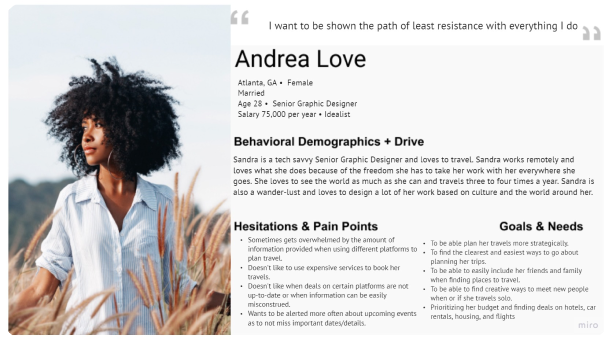 “ I want to be shown the path of least resistance with everything I do ”
Andrea Love
Atlanta, GA • Female
Married
Age 28 • Senior Graphic Designer
Salary 75,000 per year • Idealist
Behavioral Demographics + Drive
Sandra is a tech savvy Senior Graphic Designer and loves to travel. Sandra works remotely and
loves what she does because of the freedom she has to take her work with her everywhere she
goes. She loves to see the world as much as she can and travels three to four times a year. Sandra is
also a wander-lust and loves to design a lot of her work based on culture and the world around her.
Hesitations & Pain Points
• Sometimes gets overwhelmed by the amount of
information provided when using different platforms to
plan travel.
• Doesn't like to use expensive services to book her
travels.
• Doesn't like when deals on certain platforms are not
up-to-date or when information can be easily
misconstrued.
• Wants to be alerted more often about upcoming events
as to not miss important dates/details.
Goals & Needs
• To be able plan her travels more strategically.
• To find the clearest and easiest ways to go about
planning her trips.
• To be able to easily include her friends and family
when finding places to travel.
• To be able to find creative ways to meet new people
when or if she travels solo.
• Prioritizing her budget and finding deals on hotels, car
rentals, housing, and flights
miro